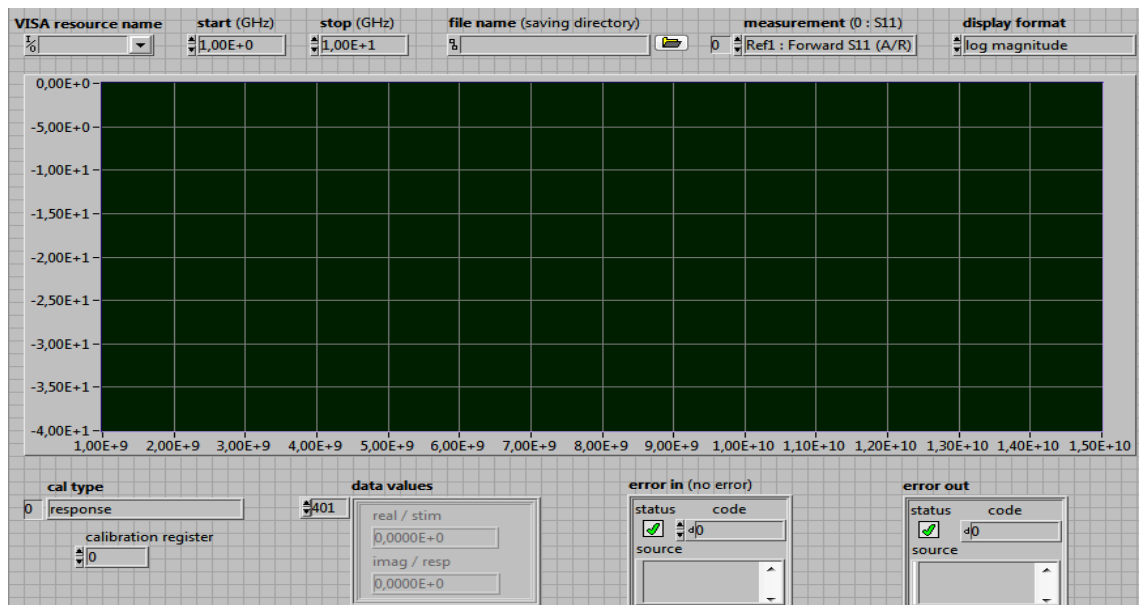 VISA resource name start (GHz) stop (GHz) file name (saving directory) measurement (0 : S11) display format
I/O 1,00E+0 1,00E+1 0 Ref1 : Forward S11 (A/R) log magnitude
0,00E+0
-5,00E+0
-1,00E+1
-1,50E+1
-2,00E+1
-2,50E+1
-3,00E+1
-3,50E+1
-4,00E+1
1,00E+9 2,00E+9 3,00E+9 4,00E+9 5,00E+9 6,00E+9 7,00E+9 8,00E+9 9,00E+9 1,00E+10 1,10E+10 1,20E+10 1,30E+10 1,40E+10 1,50E+10
cal type data values error in (no error) error out
0 response 401 real / stim status code status code
0,0000E+0 d0 d0
calibration register imag / resp source source
0 0,0000E+0